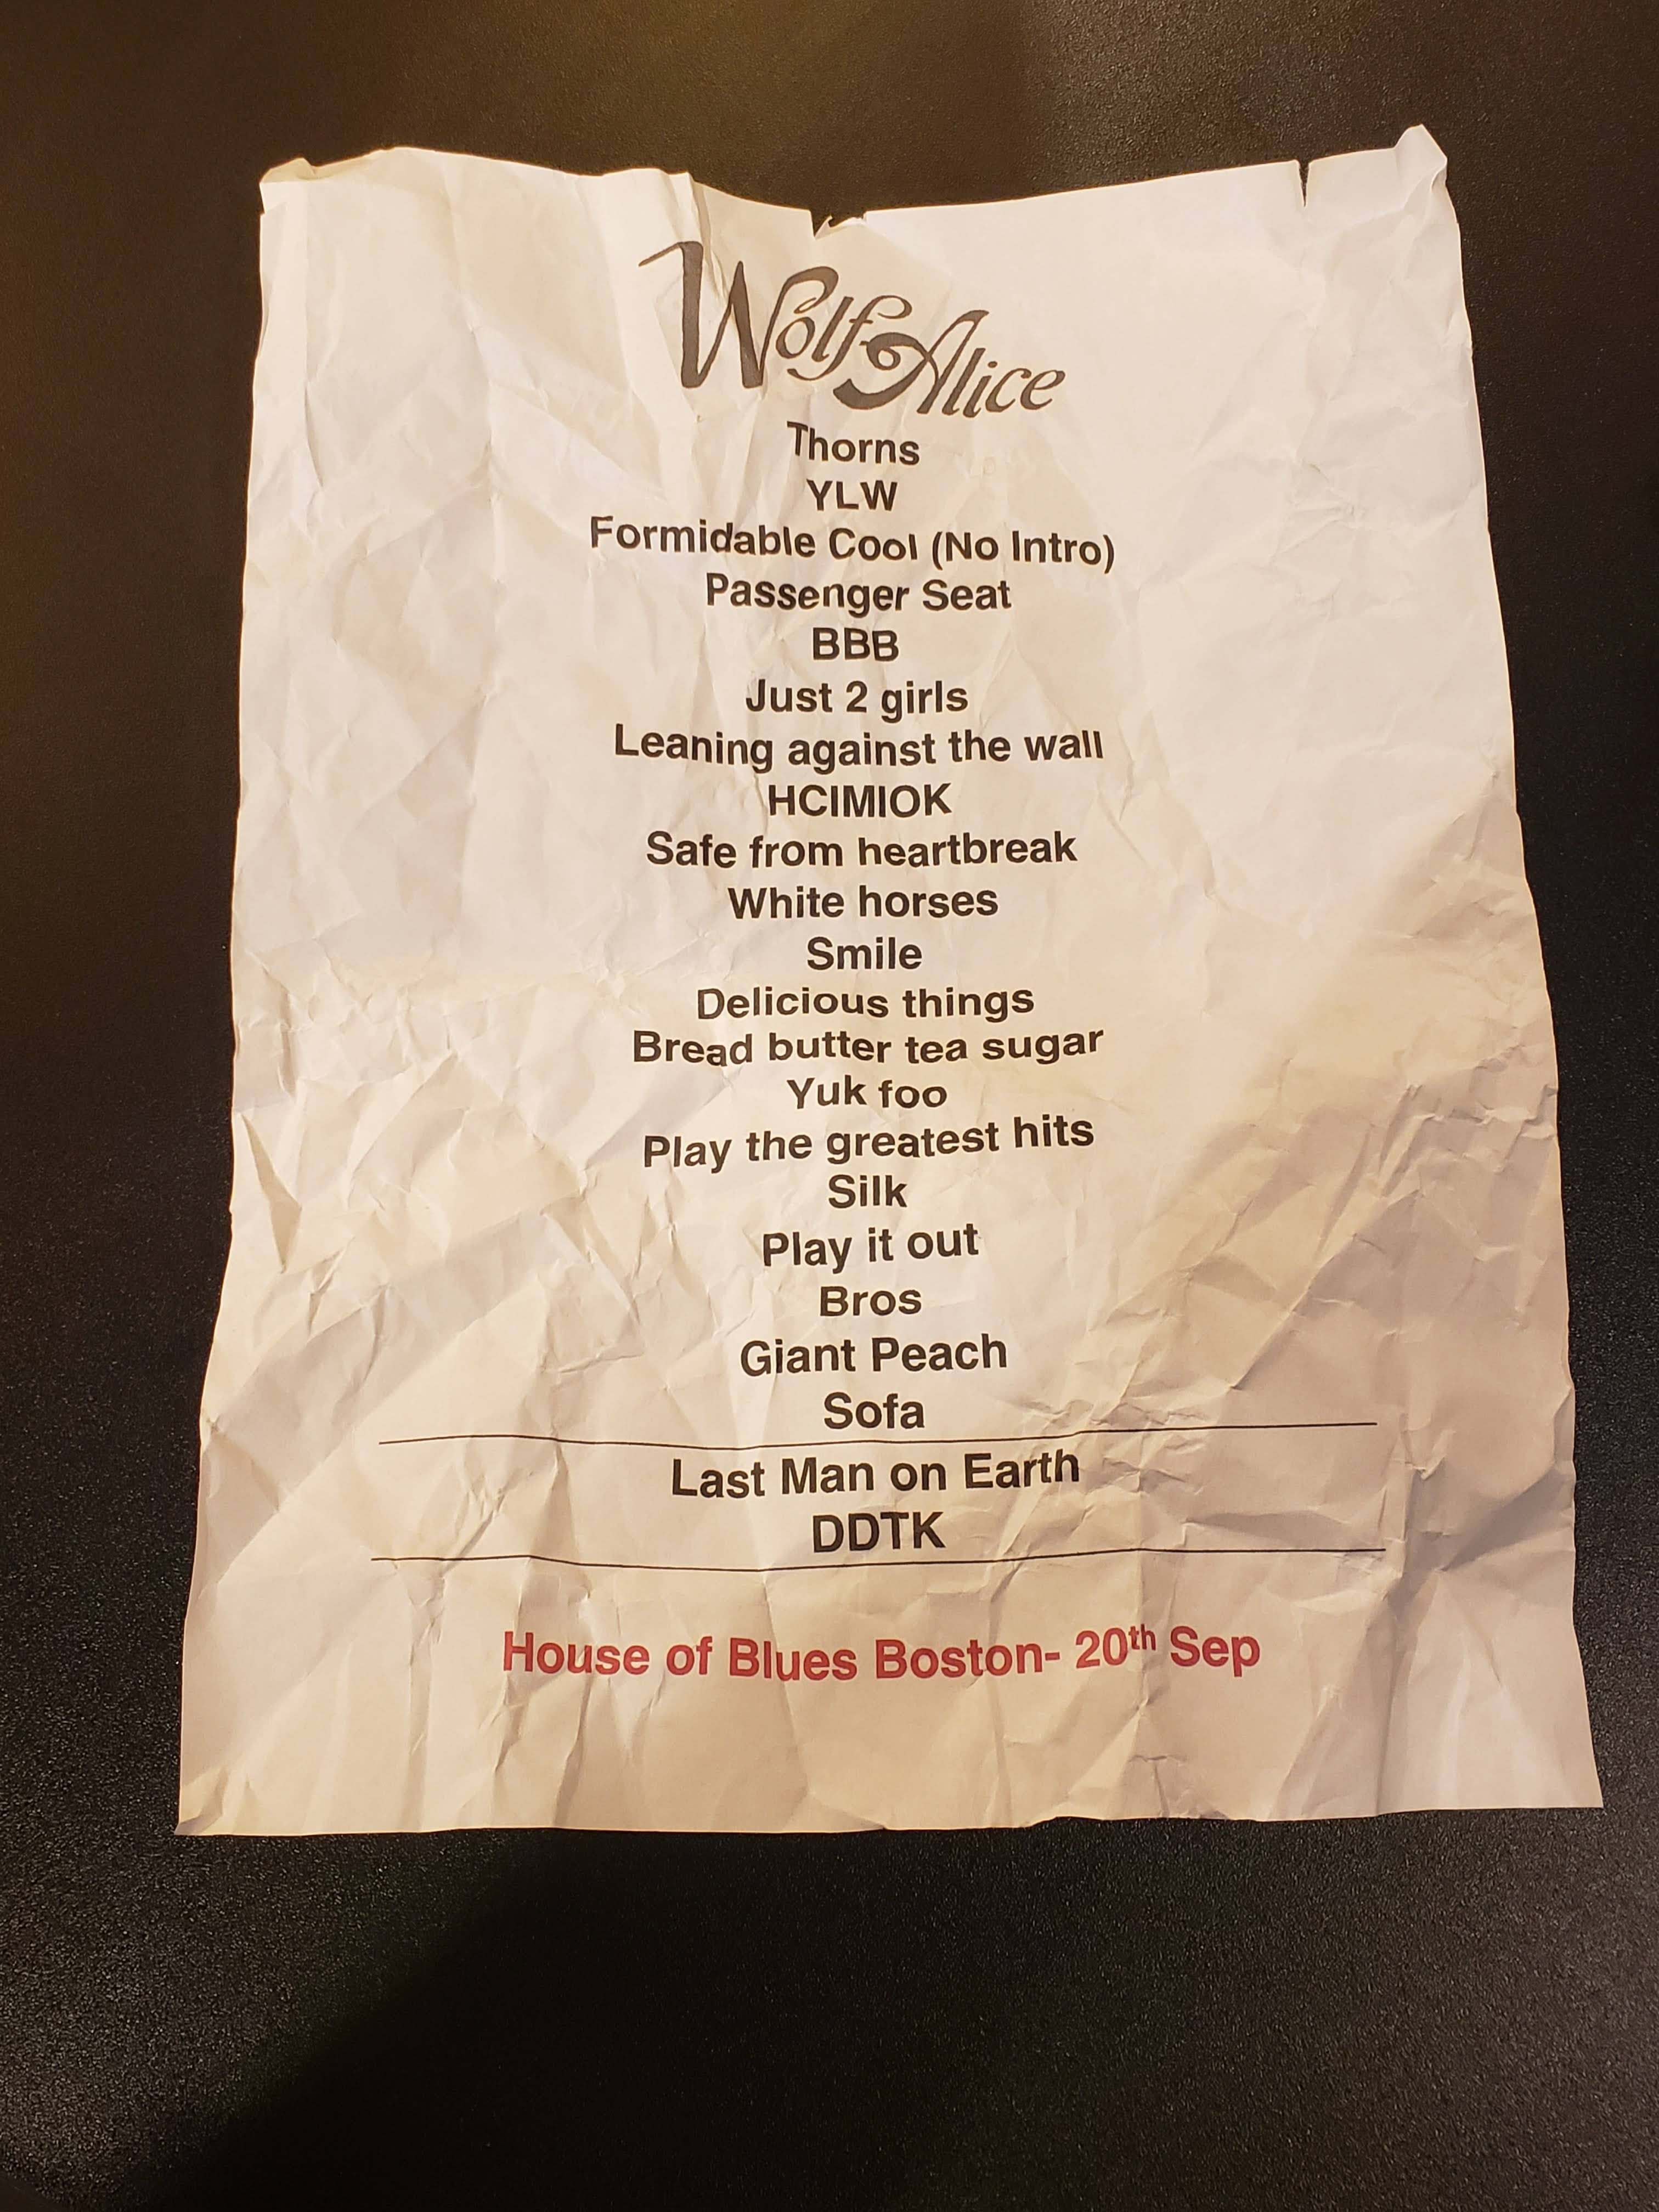 Wolf Alice
Thorns
YLW
Formidable Cool (No Intro)
Passenger Seat
BBB
Just 2 girls
Leaning against the wall
HCIMIOK
Safe from heartbreak
White horses
Smile
Delicious things
Bread butter tea sugar
Yuk foo
Play the greatest hits
Silk
Play it out
Bros
Giant Peach
Sofa
Last Man on Earth
DDTK
House of Blues Boston- 20th Sep